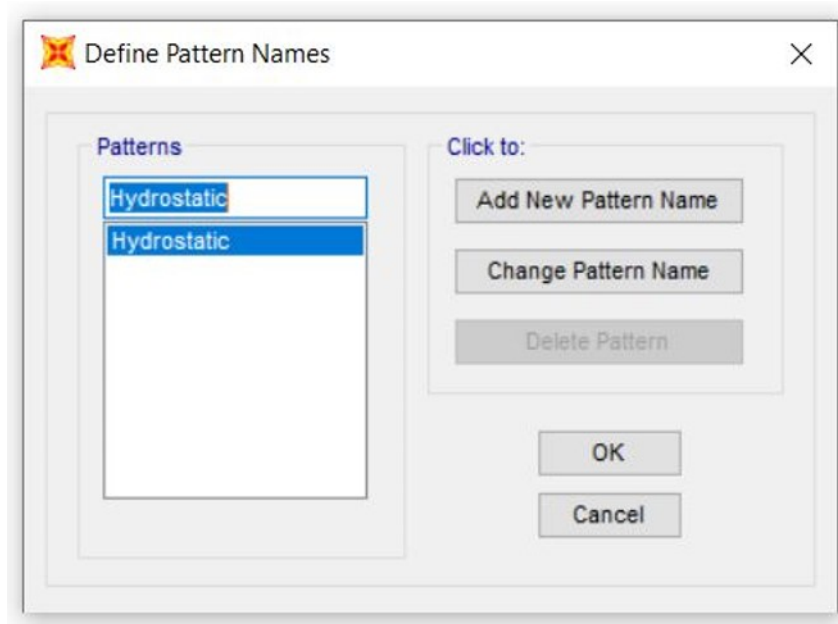 Define Pattern Names
Patterns
Hydrostatic
Hydrostatic
Click to:
Add New Pattern Name
Change Pattern Name
Delete Pattern
OK
Cancel